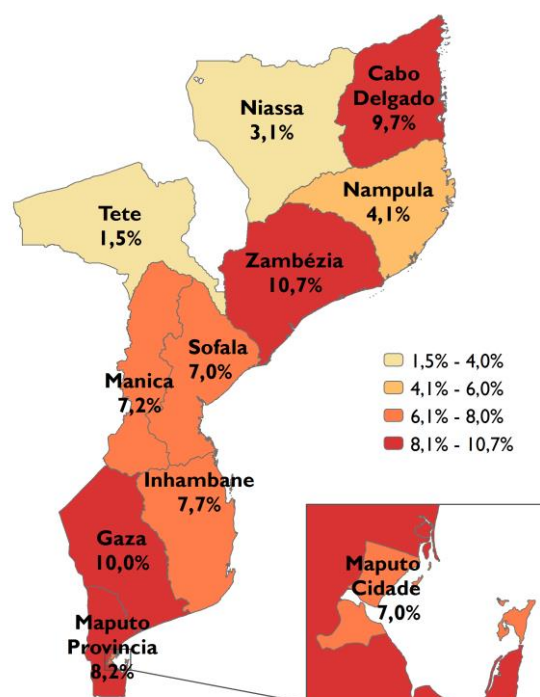 Cabo
Delgado
9,7%
Niassa
3,1%
Nampula
4,1%
Tete
1,5%
Zambézia
10,7%
Sofala
7,0%
Manica
7,2%
1,5% - 4,0%
4,1% - 6,0%
6,1% - 8,0%
8,1% - 10,7%
Inhambane
7,7%
Gaza
10,0%
Maputo
Provincia
8,2%
Maputo
Cidade
7,0%